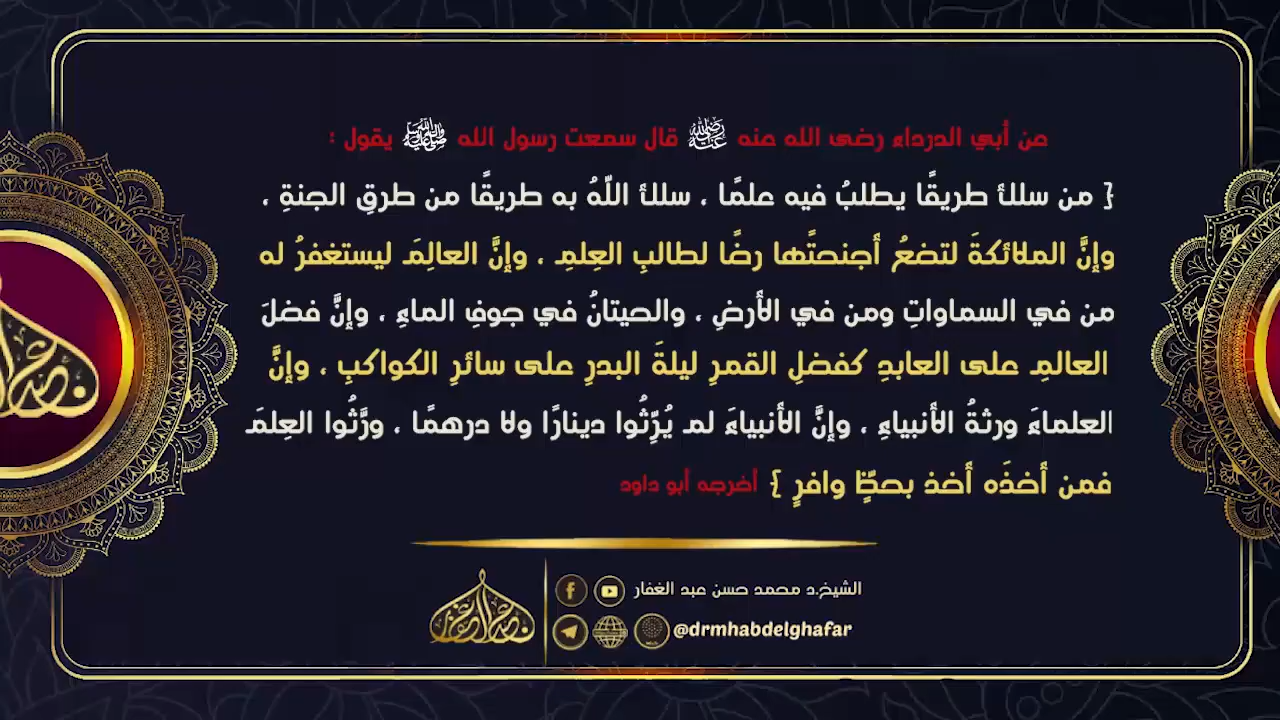 عن أبي الدرداء رضى الله عنه رضي الله عنه قال سمعت رسول الله ﷺ يقول :
{ من سلك طريقًا يطلبُ فيه علمًا ، سلك اللّهُ به طريقًا من طرقِ الجنةِ ،
وإنَّ الملائكةَ لتضعُ أجنحتَها رضًا لطالبِ العِلمِ ، وإنَّ العالِمَ ليستغفرُ له
من في السماواتِ ومن في الأرضِ ، والحيتانُ في جوفِ الماءِ ، وإنَّ فضلَ
العالمِ على العابدِ كفضلِ القمرِ ليلةَ البدرِ على سائرِ الكواكبِ ، وإنَّ
العلماءَ ورثةُ الأنبياءِ ، وإنَّ الأنبياءَ لم يُرِّثُوا دينارًا ولا درهمًا ، ورَّثُوا العِلمَ
فمن أخذَه أخذ بحظٍّ وافرٍ } أخرجه أبو داود
الشيخ.د محمد حسن عبد الغفار
@drmhabdelghafar